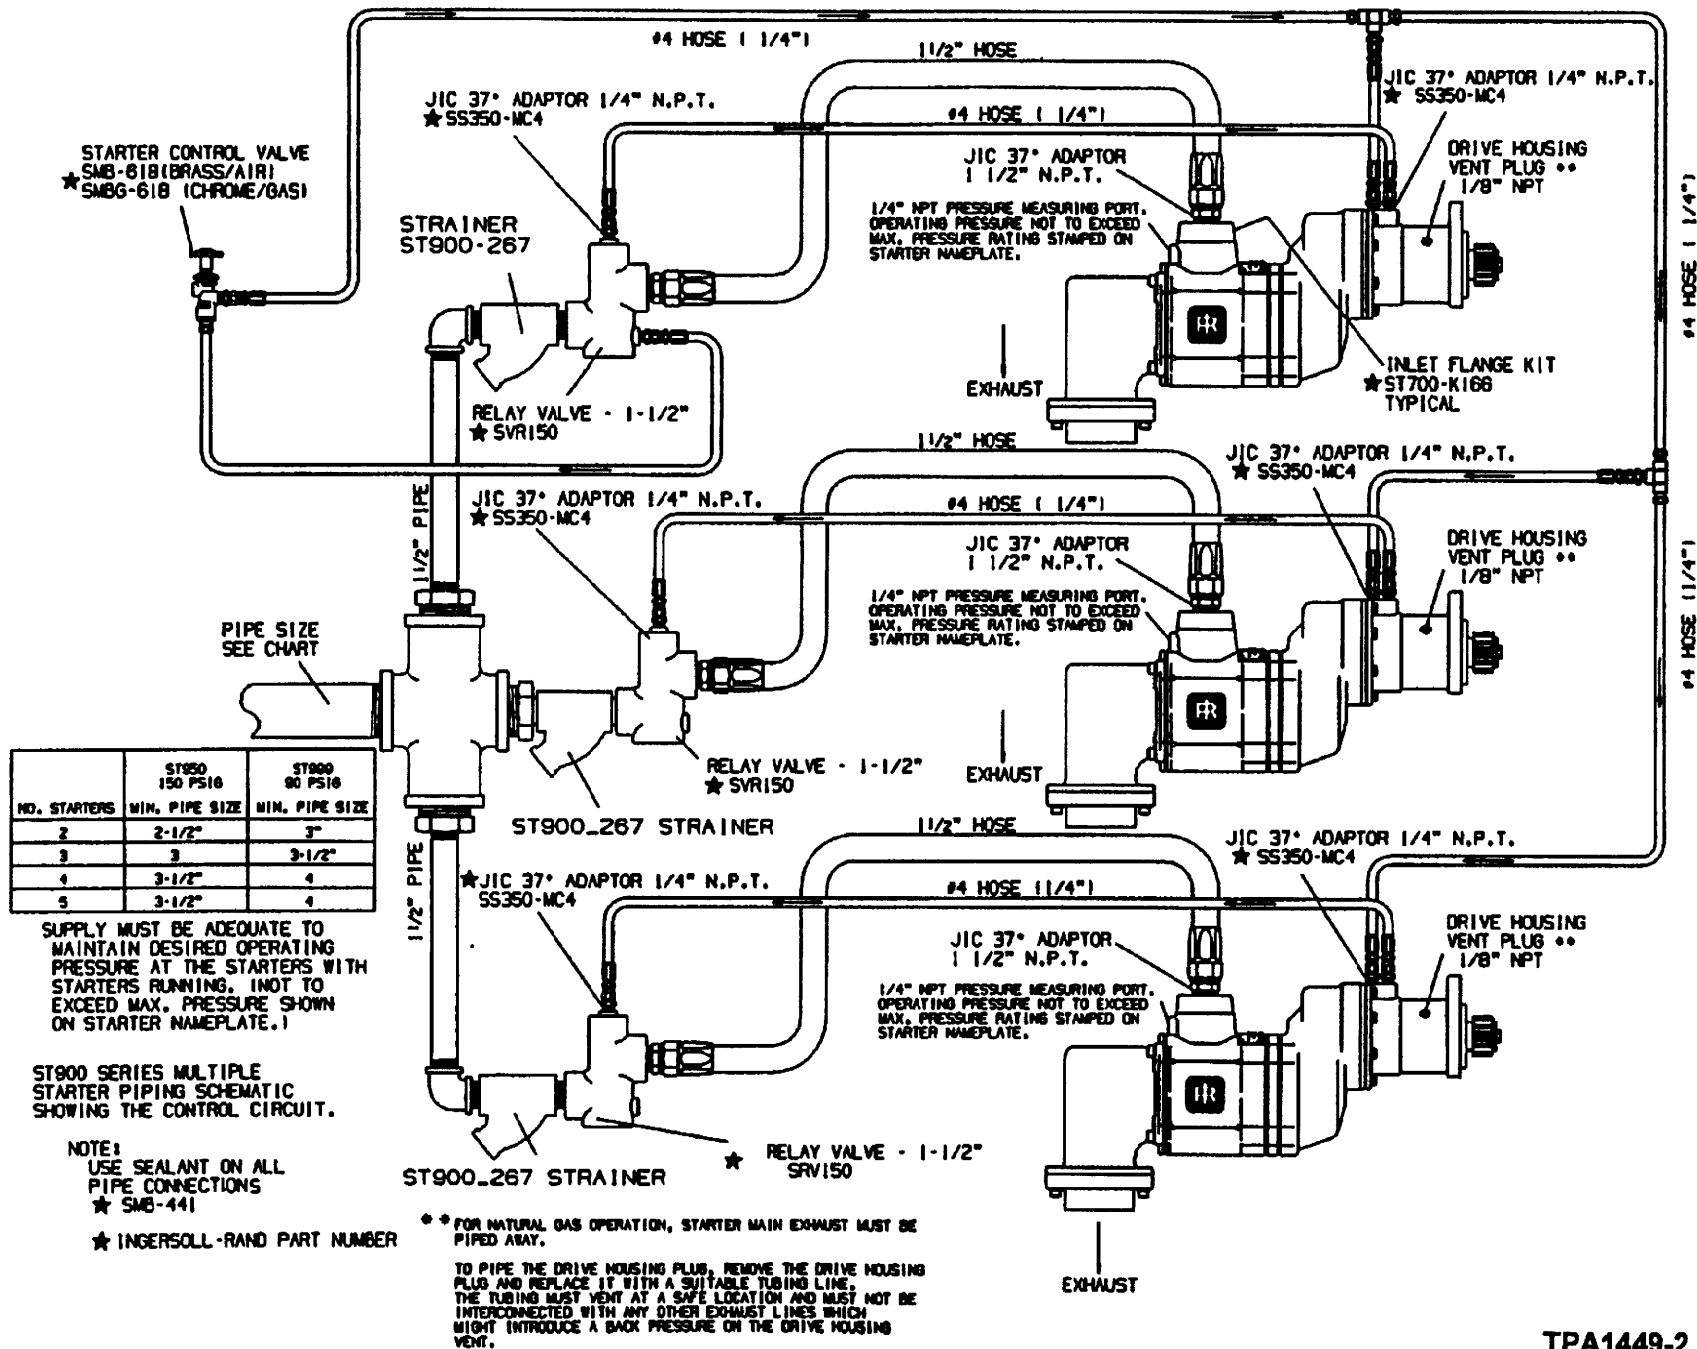 #4 HOSE ( 1/4")
1 1/2" HOSE
JIC 37° ADAPTOR 1/4" N.P.T.
★ SS350-MC4
JIC 37° ADAPTOR 1/4" N.P.T.
★ SS350-MC4
#4 HOSE ( 1/4")
STARTER CONTROL VALVE
SMB-618(BRASS/AIR)
★ SMBG-618 (CHROME/GAS)
JIC 37° ADAPTOR
1 1/2" N.P.T.
DRIVE HOUSING
VENT PLUG **
1/8" NPT
#4 HOSE ( 1/4")
STRAINER
ST900-267
1/4" NPT PRESSURE MEASURING PORT.
OPERATING PRESSURE NOT TO EXCEED
MAX. PRESSURE RATING STAMPED ON
STARTER NAMEPLATE.
IR
EXHAUST
INLET FLANGE KIT
★ ST700-K166
TYPICAL
RELAY VALVE - 1-1/2"
★ SVR150
1 1/2" HOSE
JIC 37° ADAPTOR 1/4" N.P.T.
★ SS350-MC4
1 1/2" PIPE
JIC 37° ADAPTOR 1/4" N.P.T.
★ SS350-MC4
#4 HOSE ( 1/4")
JIC 37° ADAPTOR
1 1/2" N.P.T.
DRIVE HOUSING
VENT PLUG **
1/8" NPT
#4 HOSE (1/4")
1/4" NPT PRESSURE MEASURING PORT.
OPERATING PRESSURE NOT TO EXCEED
MAX. PRESSURE RATING STAMPED ON
STARTER NAMEPLATE.
PIPE SIZE
SEE CHART
IR
EXHAUST
RELAY VALVE - 1-1/2"
★ SVR150
ST900_267 STRAINER
ST950 ST900
150 PSIG 90 PSIG
NO. STARTERS MIN. PIPE SIZE MIN. PIPE SIZE
2 2-1/2" 3"
3 3 3-1/2"
4 3-1/2" 4
5 3-1/2" 4
1 1/2" HOSE
JIC 37° ADAPTOR 1/4" N.P.T.
★ SS350-MC4
1 1/2" PIPE
★ JIC 37° ADAPTOR 1/4" N.P.T.
SS350-MC4
#4 HOSE (1/4")
JIC 37° ADAPTOR
1 1/2" N.P.T.
DRIVE HOUSING
VENT PLUG **
1/8" NPT
1/4" NPT PRESSURE MEASURING PORT.
OPERATING PRESSURE NOT TO EXCEED
MAX. PRESSURE RATING STAMPED ON
STARTER NAMEPLATE.
IR
EXHAUST
SUPPLY MUST BE ADEQUATE TO
MAINTAIN DESIRED OPERATING
PRESSURE AT THE STARTERS WITH
STARTERS RUNNING. (NOT TO
EXCEED MAX. PRESSURE SHOWN
ON STARTER NAMEPLATE.)
ST900 SERIES MULTIPLE
STARTER PIPING SCHEMATIC
SHOWING THE CONTROL CIRCUIT.
RELAY VALVE - 1-1/2"
★ SRV150
ST900_267 STRAINER
NOTE:
USE SEALANT ON ALL
PIPE CONNECTIONS
★ SMB-441
★ INGERSOLL-RAND PART NUMBER
** FOR NATURAL GAS OPERATION, STARTER MAIN EXHAUST MUST BE
PIPED AWAY.
TO PIPE THE DRIVE HOUSING PLUG, REMOVE THE DRIVE HOUSING
PLUG AND REPLACE IT WITH A SUITABLE TUBING LINE.
THE TUBING MUST VENT AT A SAFE LOCATION AND MUST NOT BE
INTERCONNECTED WITH ANY OTHER EXHAUST LINES WHICH
MIGHT INTRODUCE A BACK PRESSURE ON THE DRIVE HOUSING
VENT.
TPA1449-2